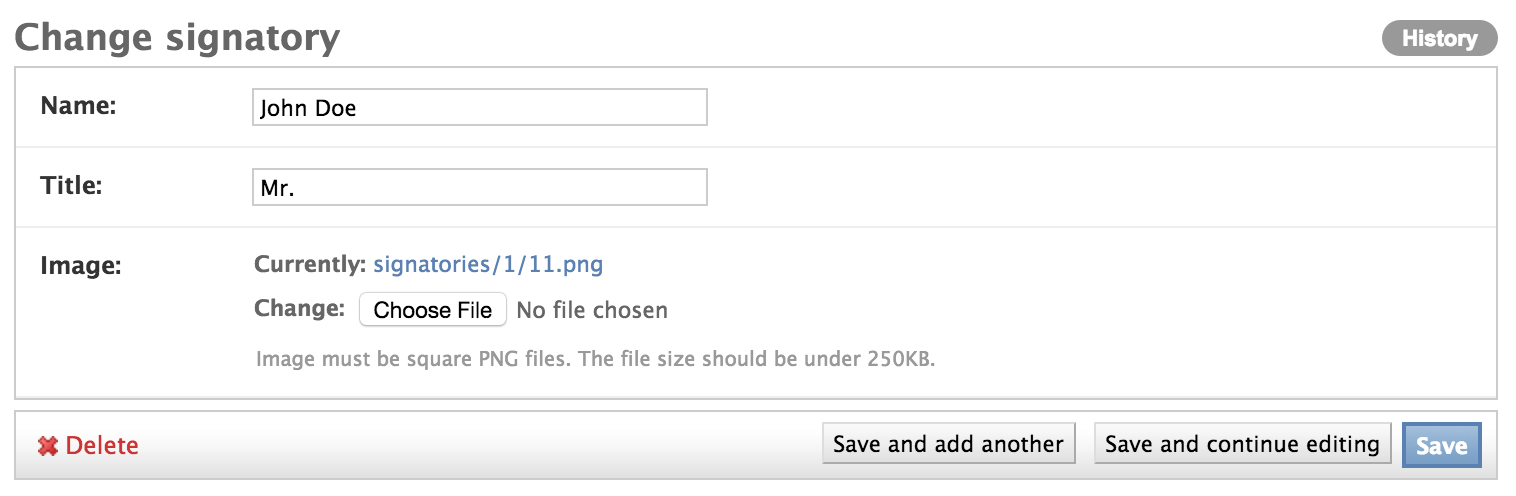 Change signatory
History
Name: John Doe
Title: Mr.
Image: Currently: signatories/1/11.png
Change: Choose File No file chosen
Image must be square PNG files. The file size should be under 250KB.
Delete Save and add another Save and continue editing Save